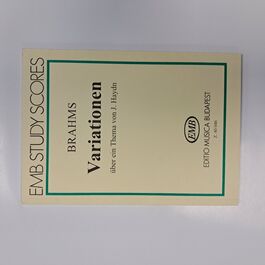 EMB STUDY SCORES
BRAHMS
Variationen
über ein Thema von J. Haydn
EMB
EDITIO MUSICA BUDAPEST